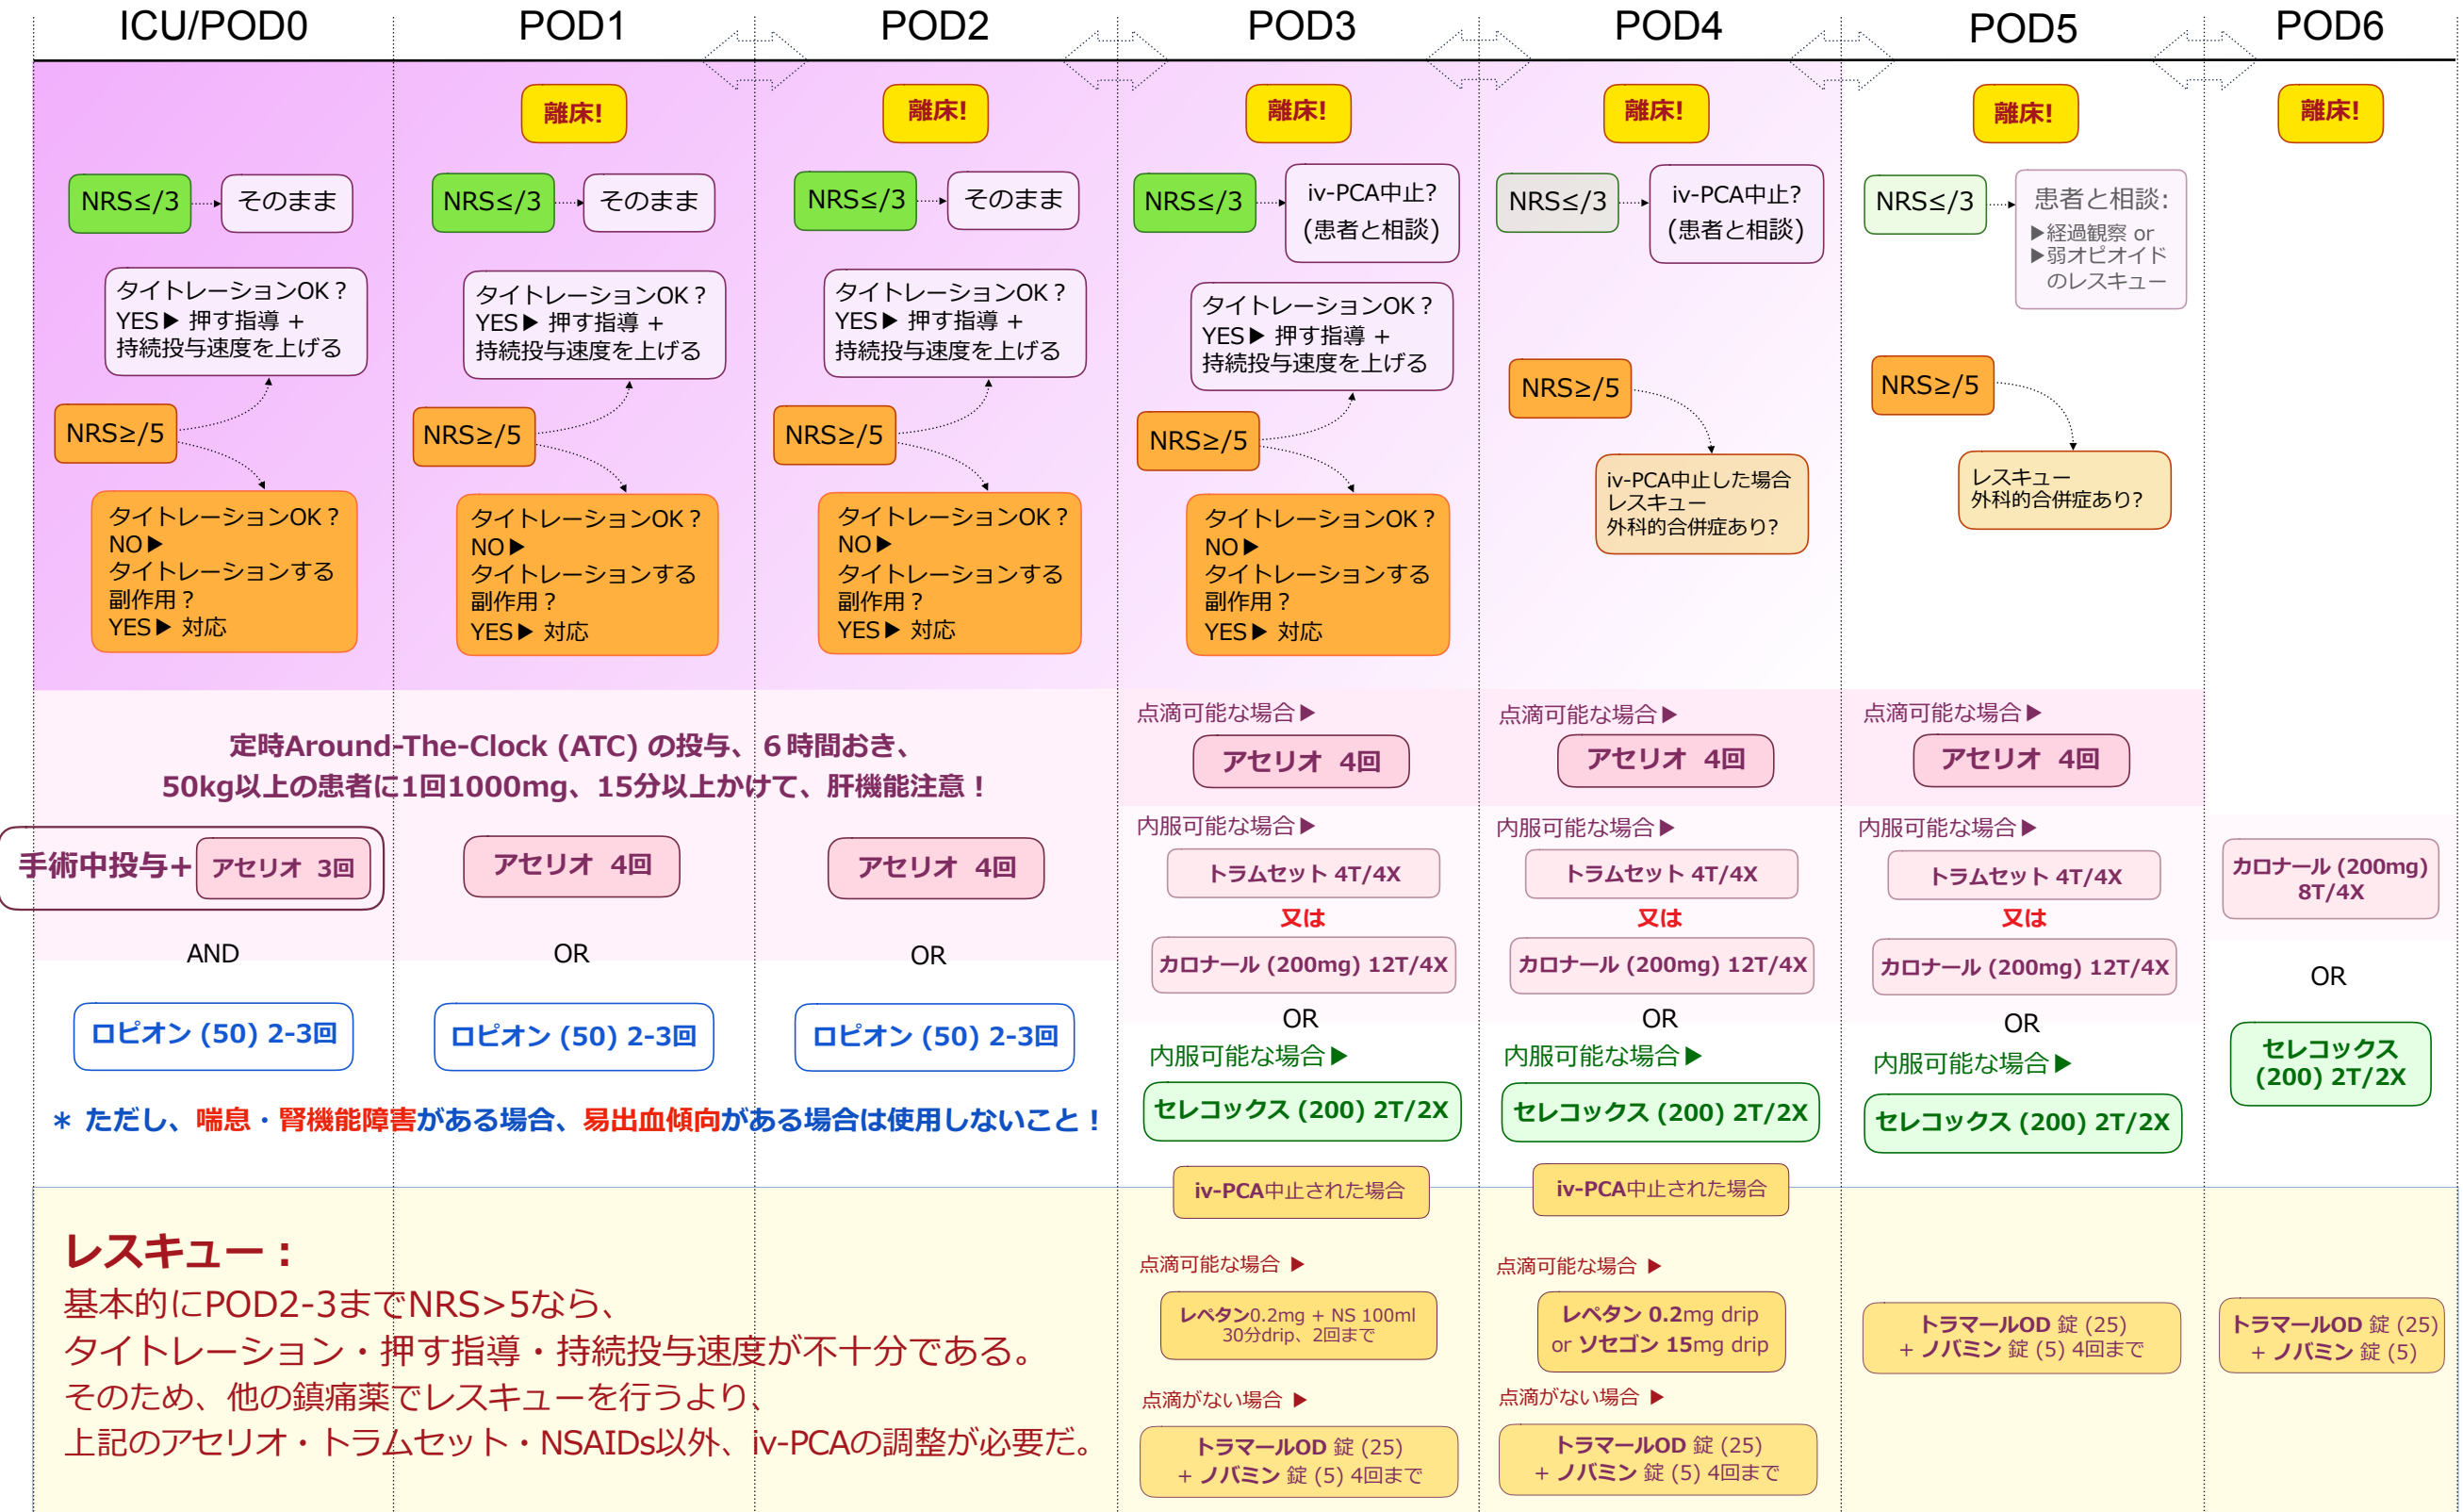 ICU/POD0
POD1
POD2
POD3
POD4
POD5
POD6
離床!
離床!
離床!
離床!
離床!
離床!
NRS≤/3
そのまま
NRS≤/3
そのまま
NRS≤/3
そのまま
NRS≤/3
iv-PCA中止?
(患者と相談)
NRS≤/3
iv-PCA中止?
(患者と相談)
NRS≤/3
患者と相談:
▶経過観察 or
▶弱オピオイド
のレスキュー
タイトレーションOK？
YES▶ 押す指導 +
持続投与速度を上げる
タイトレーションOK？
YES▶ 押す指導 +
持続投与速度を上げる
タイトレーションOK？
YES▶ 押す指導 +
持続投与速度を上げる
タイトレーションOK？
YES▶ 押す指導 +
持続投与速度を上げる
NRS≥/5
NRS≥/5
NRS≥/5
NRS≥/5
NRS≥/5
NRS≥/5
タイトレーションOK？
NO▶
タイトレーションする
副作用？
YES▶ 対応
タイトレーションOK？
NO▶
タイトレーションする
副作用？
YES▶ 対応
タイトレーションOK？
NO▶
タイトレーションする
副作用？
YES▶ 対応
タイトレーションOK？
NO▶
タイトレーションする
副作用？
YES▶ 対応
iv-PCA中止した場合
レスキュー
外科的合併症あり?
レスキュー
外科的合併症あり?
定時Around-The-Clock (ATC) の投与、６時間おき、
50kg以上の患者に1回1000mg、15分以上かけて、肝機能注意！
手術中投与+
アセリオ 3回
アセリオ 4回
アセリオ 4回
AND
OR
OR
ロピオン (50) 2-3回
ロピオン (50) 2-3回
ロピオン (50) 2-3回
＊ ただし、喘息・腎機能障害がある場合、易出血傾向がある場合は使用しないこと！
点滴可能な場合▶
アセリオ 4回
内服可能な場合▶
トラムセット 4T/4X
又は
カロナール (200mg) 12T/4X
OR
内服可能な場合▶
セレコックス (200) 2T/2X
点滴可能な場合▶
アセリオ 4回
内服可能な場合▶
トラムセット 4T/4X
又は
カロナール (200mg) 12T/4X
OR
内服可能な場合▶
セレコックス (200) 2T/2X
点滴可能な場合▶
アセリオ 4回
内服可能な場合▶
トラムセット 4T/4X
又は
カロナール (200mg) 12T/4X
OR
内服可能な場合▶
セレコックス (200) 2T/2X
カロナール (200mg)
8T/4X
OR
セレコックス
(200) 2T/2X
レスキュー：
基本的にPOD2-3までNRS>5なら、
タイトレーション・押す指導・持続投与速度が不十分である。
そのため、他の鎮痛薬でレスキューを行うより、
上記のアセリオ・トラムセット・NSAIDs以外、iv-PCAの調整が必要だ。
iv-PCA中止された場合
点滴可能な場合 ▶
レペタン0.2mg + NS 100ml
30分drip、2回まで
点滴がない場合 ▶
トラマールOD 錠 (25)
+ ノバミン 錠 (5) 4回まで
iv-PCA中止された場合
点滴可能な場合 ▶
レペタン 0.2mg drip
or ソセゴン 15mg drip
点滴がない場合 ▶
トラマールOD 錠 (25)
+ ノバミン 錠 (5) 4回まで
トラマールOD 錠 (25)
+ ノバミン 錠 (5) 4回まで
トラマールOD 錠 (25)
+ ノバミン 錠 (5)